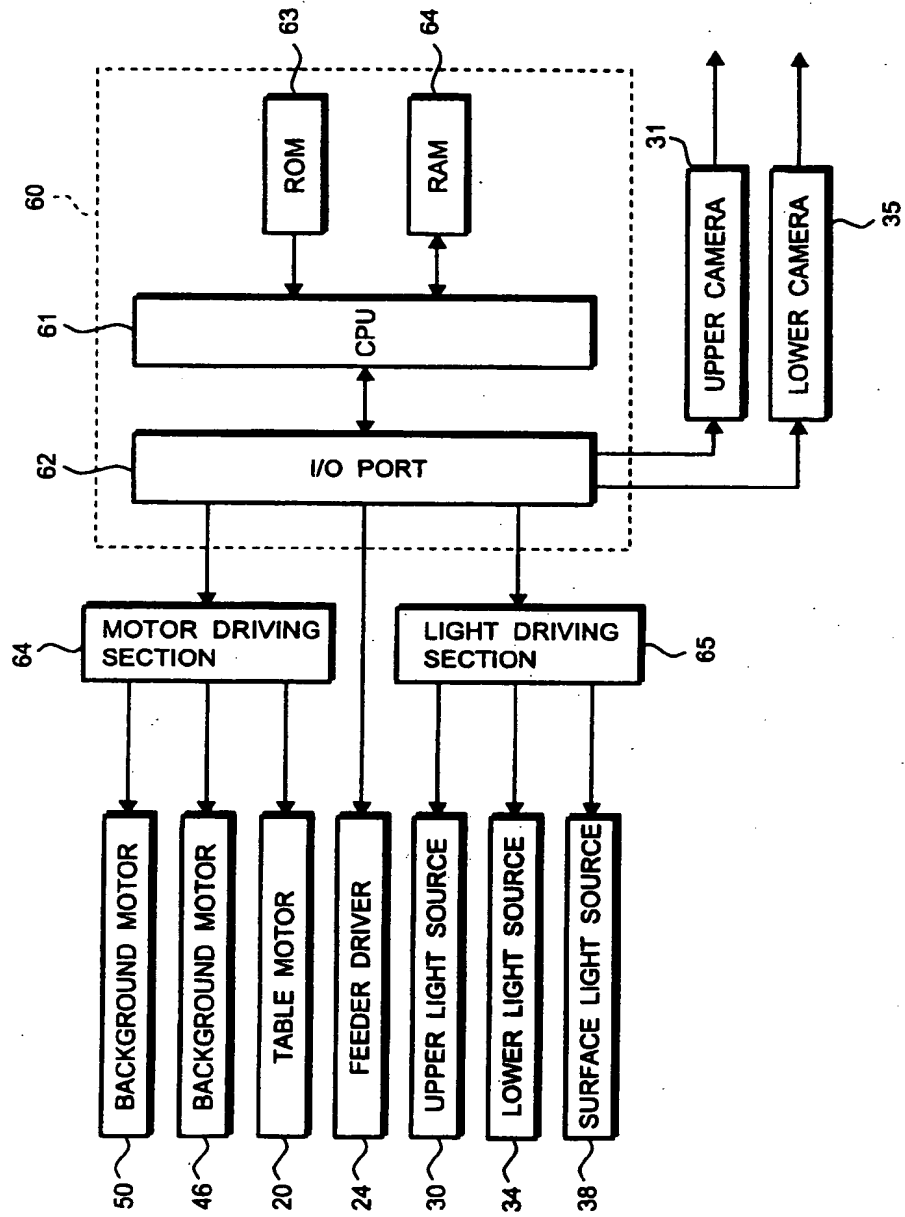 60
63
ROM
64
RAM
61
CPU
62
I/O PORT
31
UPPER CAMERA
35
LOWER CAMERA
64
MOTOR DRIVING
SECTION
65
LIGHT DRIVING
SECTION
50
BACKGROUND MOTOR
46
BACKGROUND MOTOR
20
TABLE MOTOR
24
FEEDER DRIVER
30
UPPER LIGHT SOURCE
34
LOWER LIGHT SOURCE
38
SURFACE LIGHT SOURCE